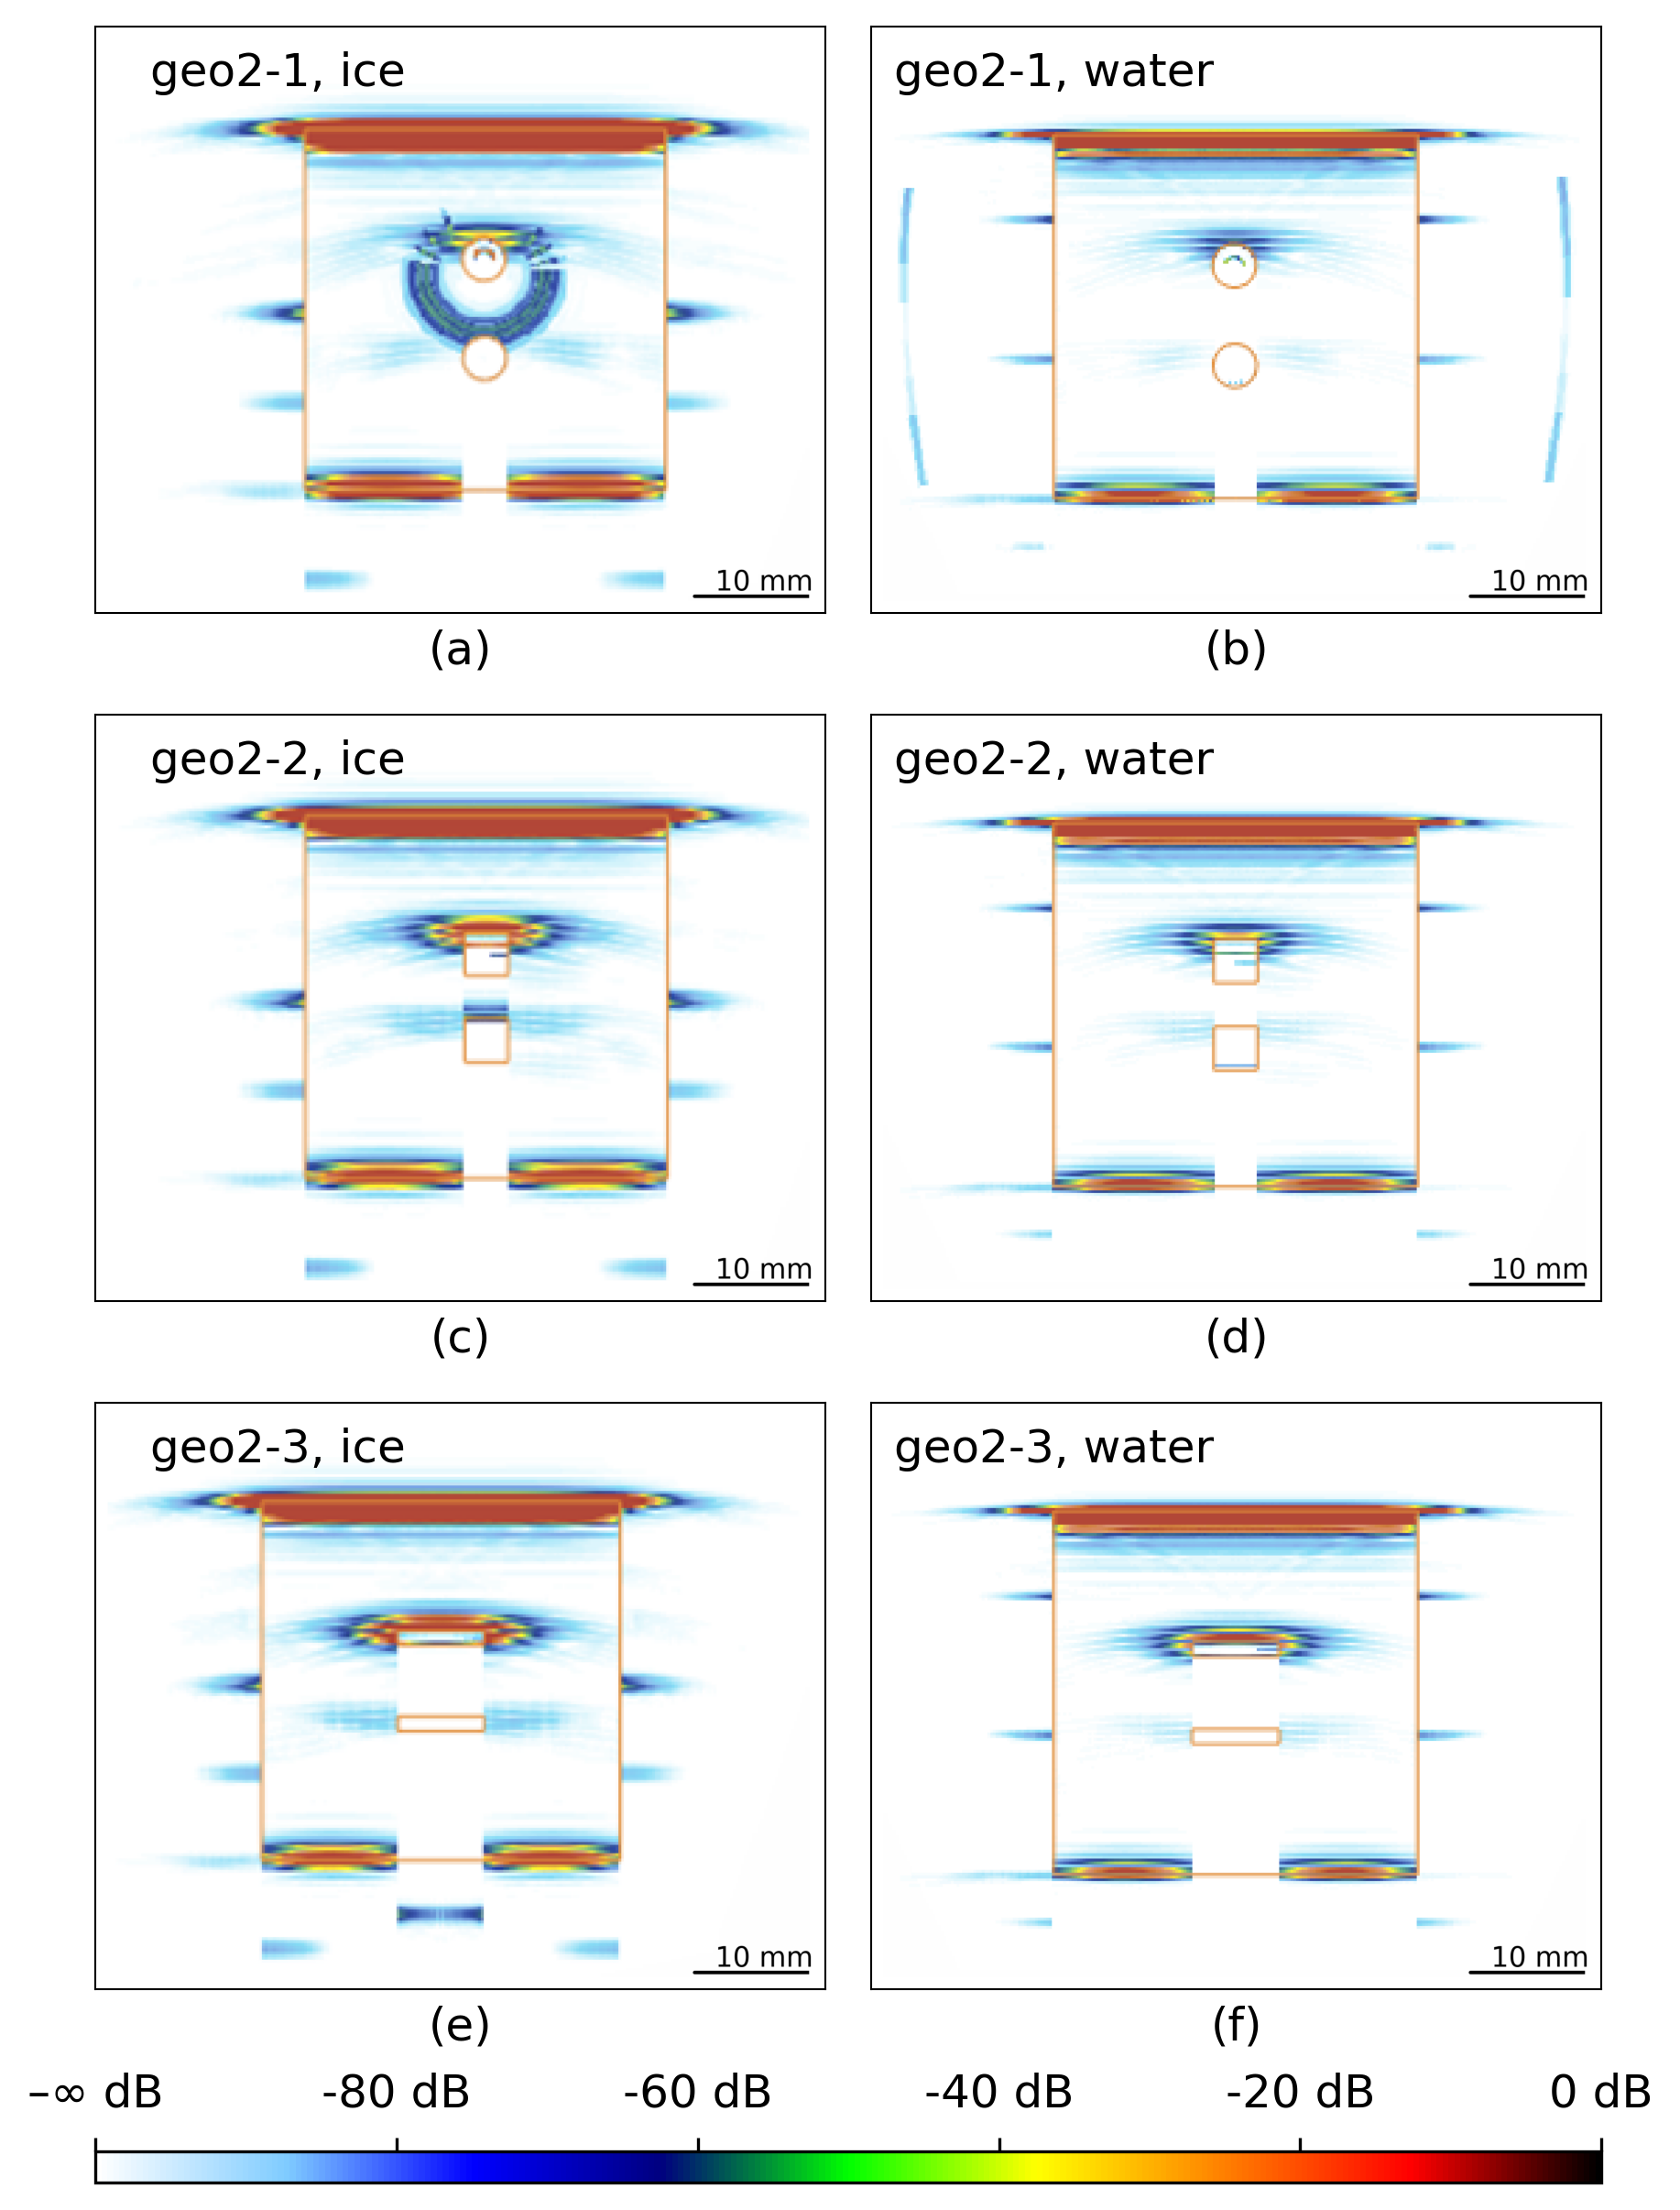 geo2-1, ice
geo2-1, water
10 mm
10 mm
(a)
(b)
geo2-2, ice
geo2-2, water
10 mm
10 mm
(c)
(d)
geo2-3, ice
geo2-3, water
10 mm
10 mm
(e)
(f)
–∞ dB
-80 dB
-60 dB
-40 dB
-20 dB
0 dB